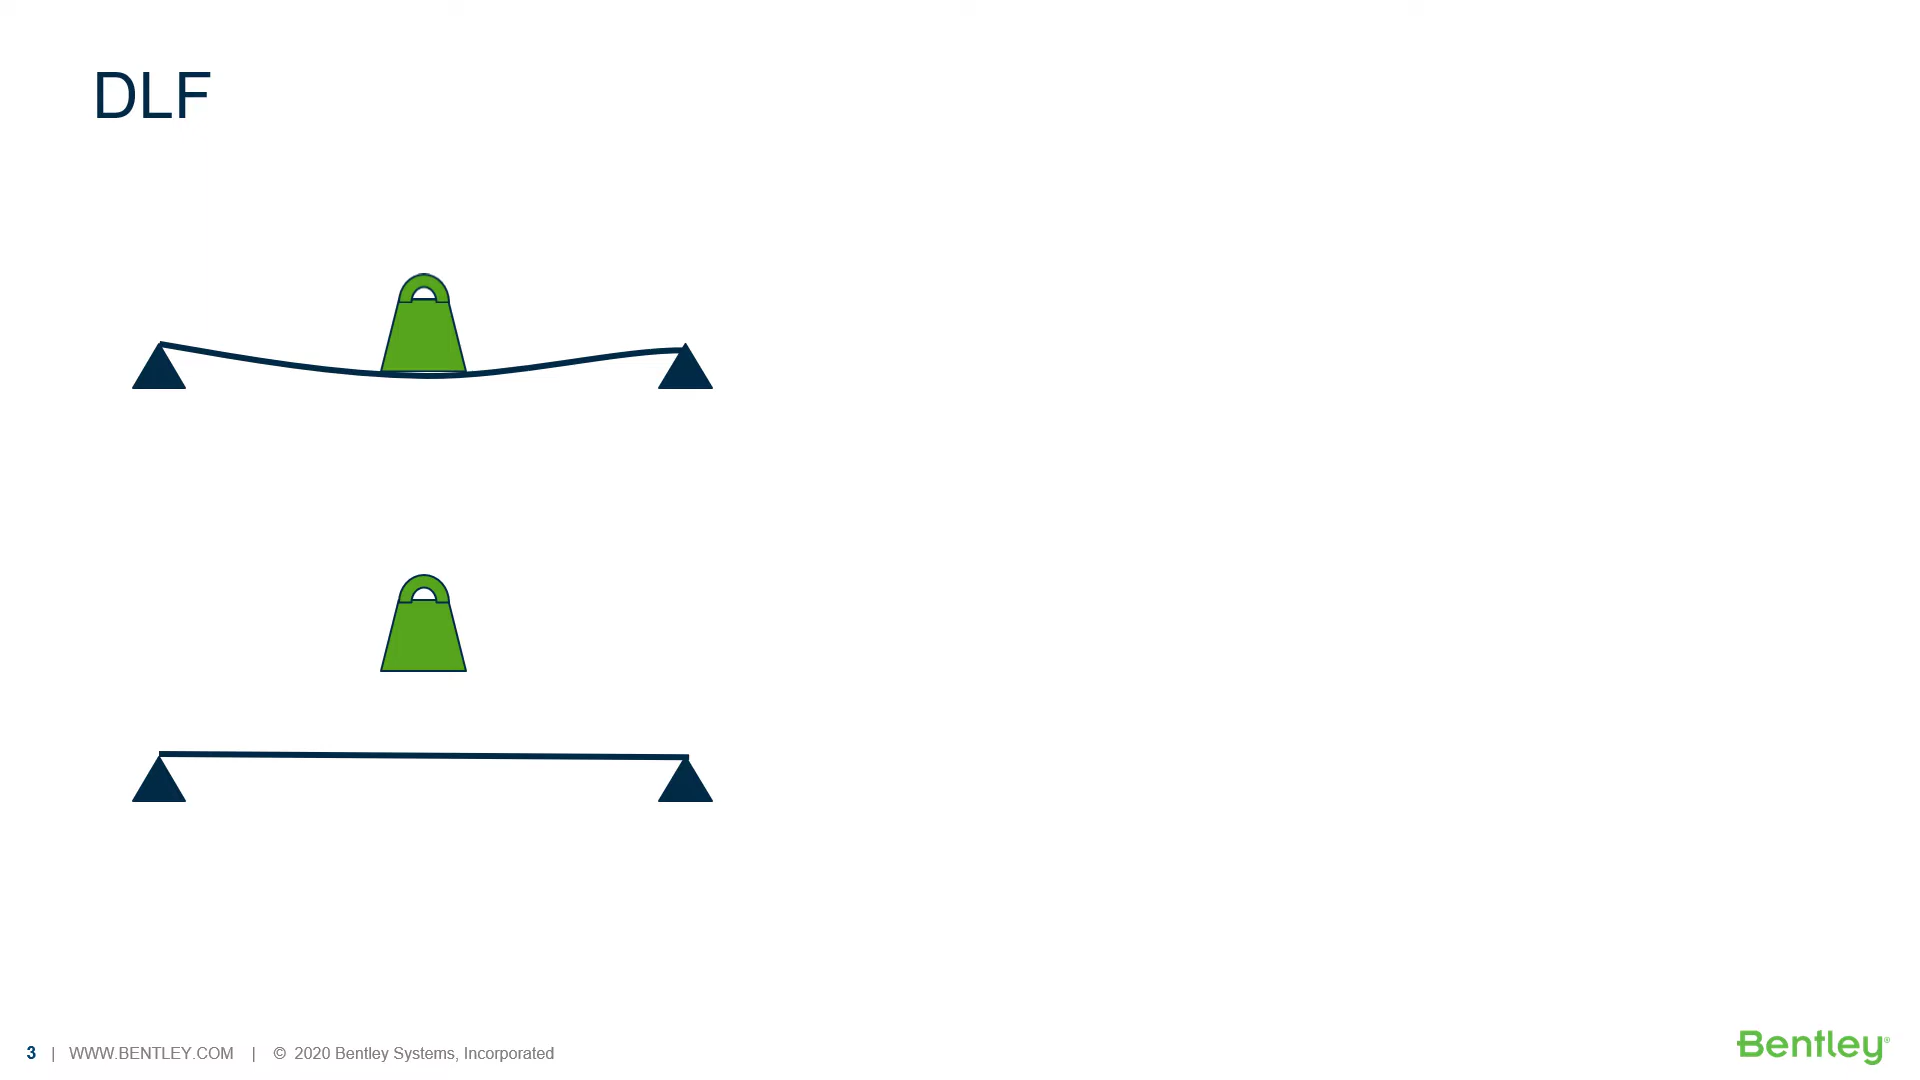 DLF
3 | WWW.BENTLEY.COM | © 2020 Bentley Systems, Incorporated
Bentley®